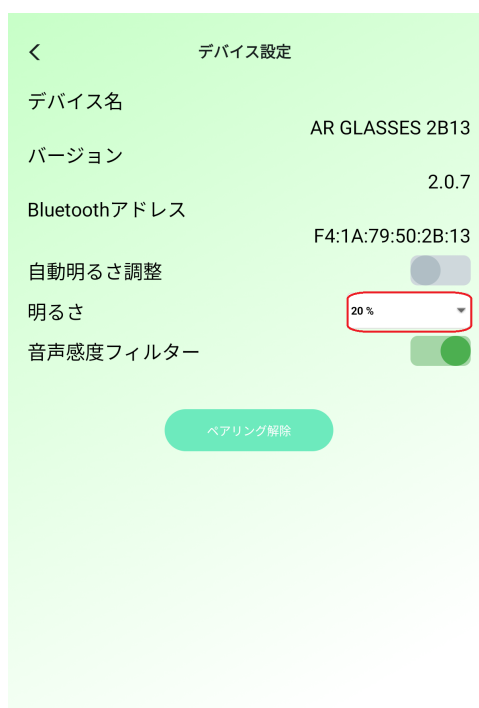 デバイス設定
デバイス名
AR GLASSES 2B13
バージョン
2.0.7
Bluetoothアドレス
F4:1A:79:50:2B:13
自動明るさ調整
明るさ
20 %
音声感度フィルター
ペアリング解除